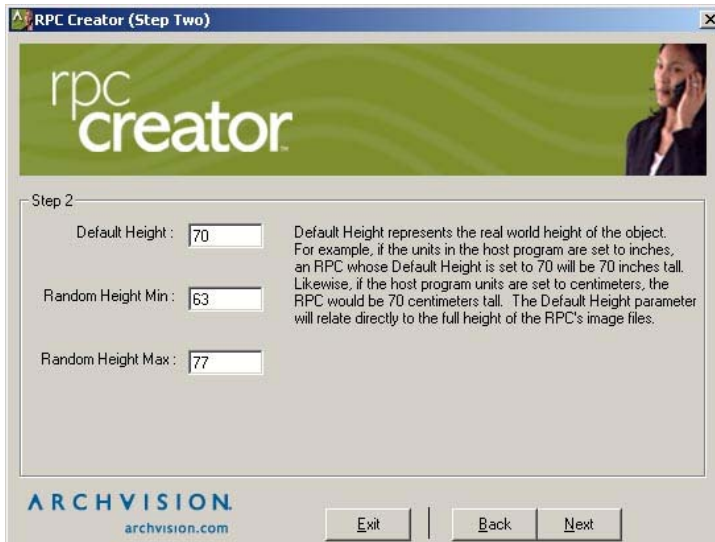 RPC Creator (Step Two)
rpc
creator™
Step 2
Default Height : 70
Random Height Min : 63
Random Height Max : 77
Default Height represents the real world height of the object.
For example, if the units in the host program are set to inches,
an RPC whose Default Height is set to 70 will be 70 inches tall.
Likewise, if the host program units are set to centimeters, the
RPC would be 70 centimeters tall.  The Default Height parameter
will relate directly to the full height of the RPC's image files.
ARCHVISION.
archvision.com
Exit
Back
Next